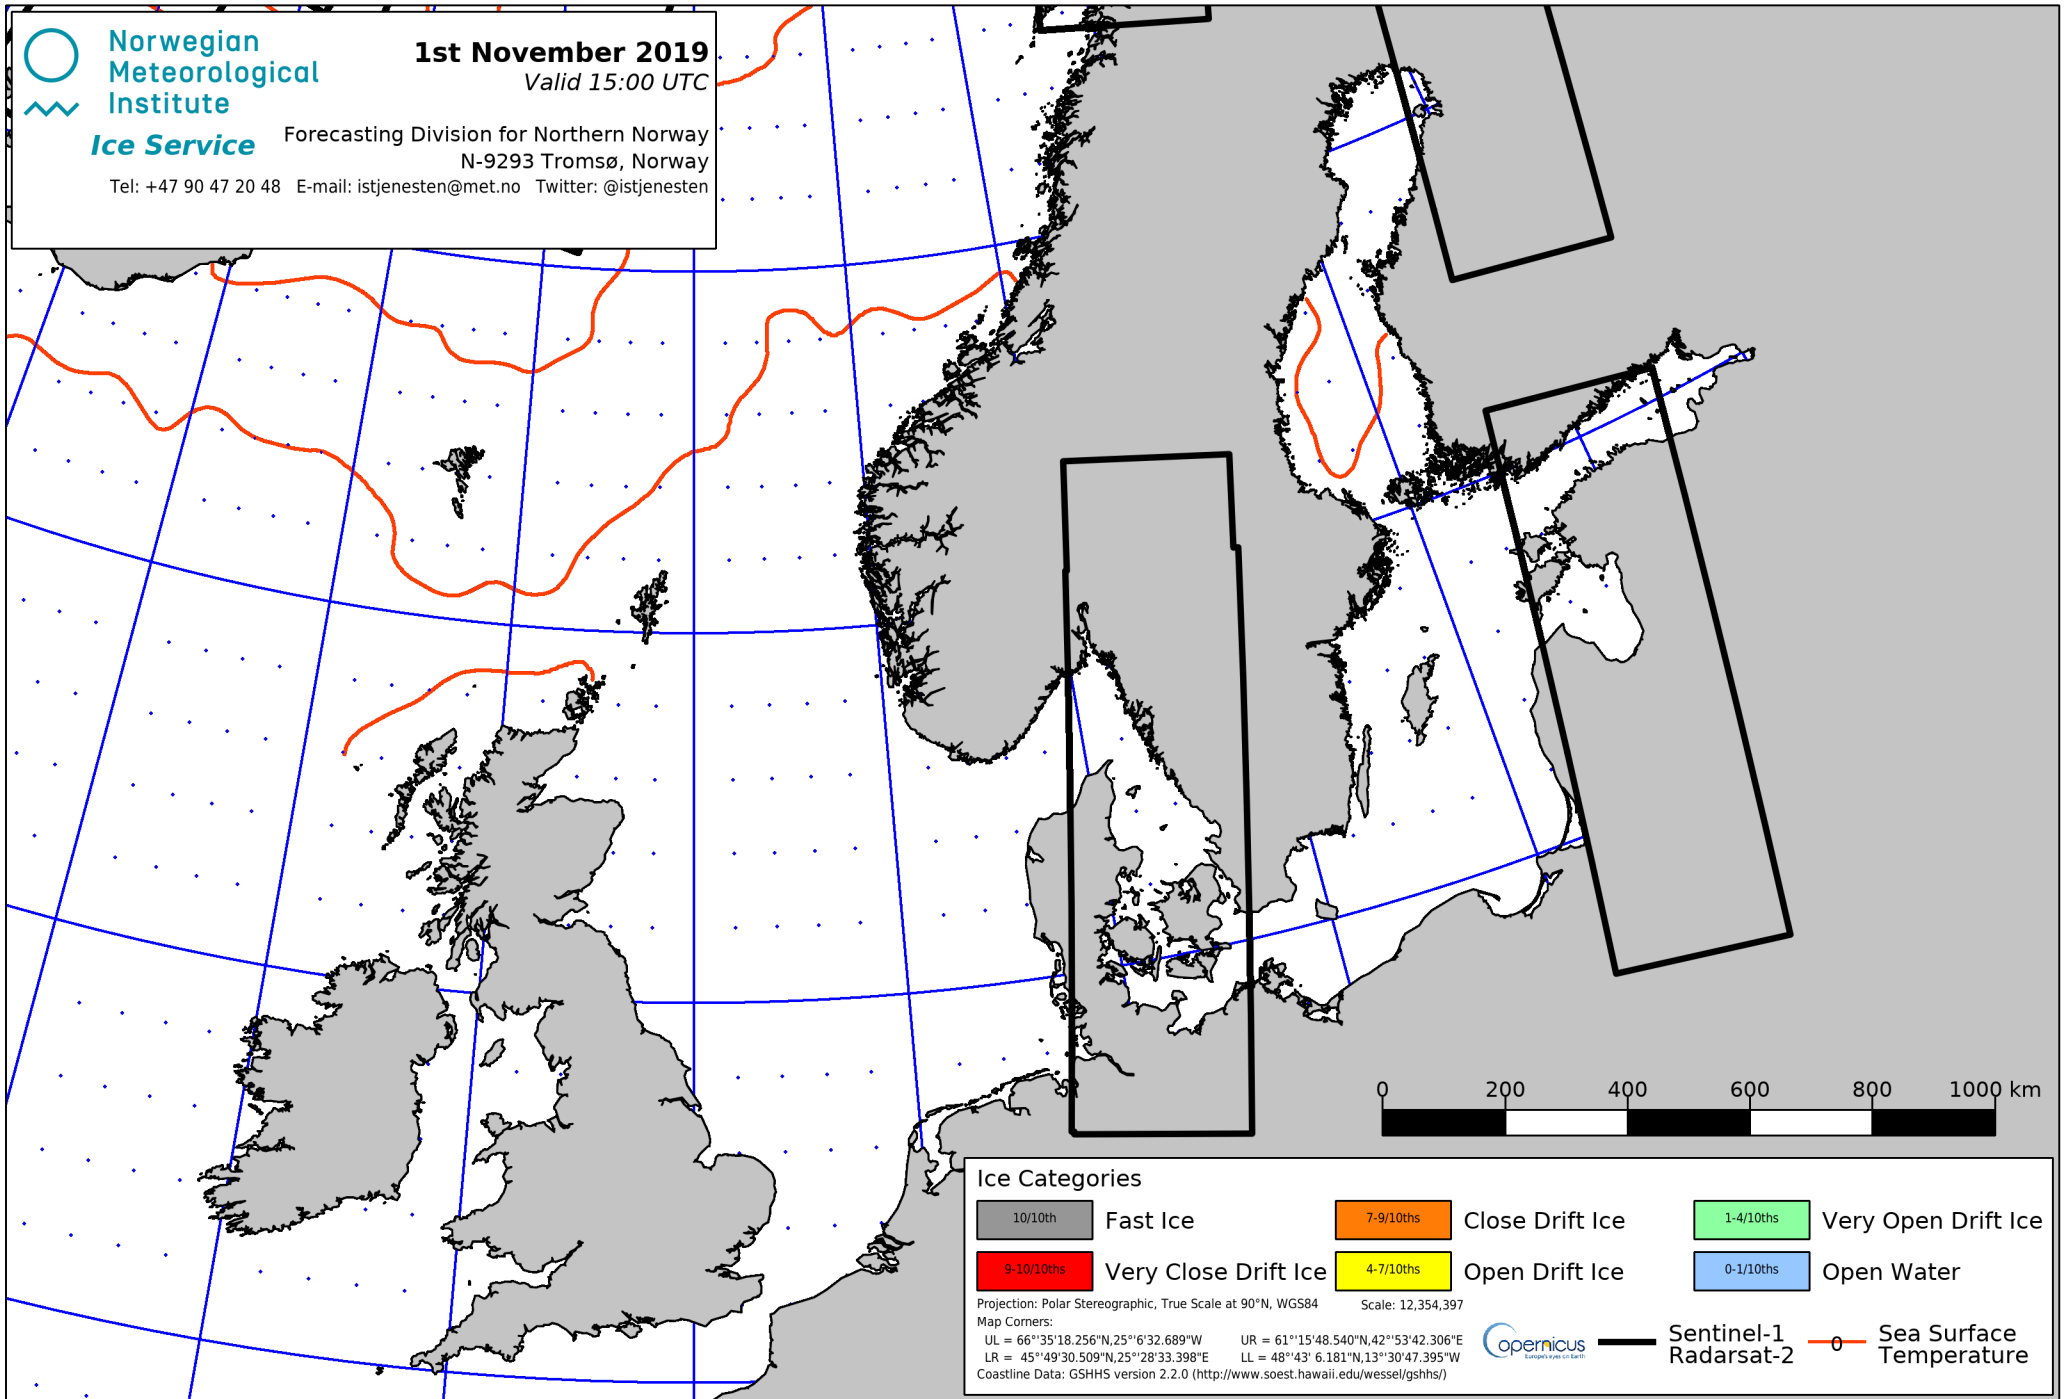 Norwegian
Meteorological
Institute
Ice Service
1st November 2019
Valid 15:00 UTC
Forecasting Division for Northern Norway
N-9293 Tromsø, Norway
Tel: +47 90 47 20 48 E-mail: istjenesten@met.no Twitter: @istjenesten
0 200 400 600 800 1000 km
Ice Categories
10/10th Fast Ice 7-9/10ths Close Drift Ice 1-4/10ths Very Open Drift Ice
9-10/10ths Very Close Drift Ice 4-7/10ths Open Drift Ice 0-1/10ths Open Water
Projection: Polar Stereographic, True Scale at 90°N, WGS84 Scale: 12,354,397
Map Corners:
UL = 66°'35'18.256"N,25°'6'32.689"W UR = 61°'15'48.540"N,42°'53'42.306"E
LR = 45°'49'30.509"N,25°'28'33.398"E LL = 48°'43' 6.181"N,13°'30'47.395"W
Coastline Data: GSHHS version 2.2.0 (http://www.soest.hawaii.edu/wessel/gshhs/)
Copernicus
Europe's eyes on Earth
Sentinel-1
Radarsat-2
0
Sea Surface
Temperature